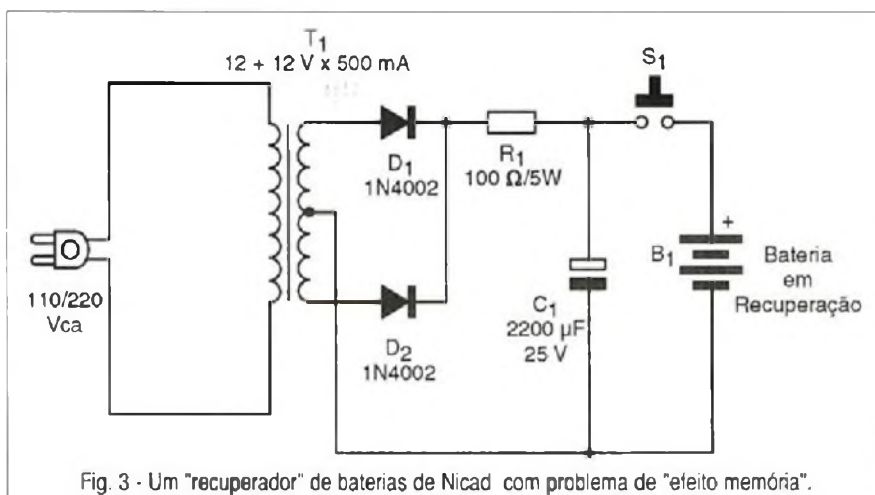 T1
12 + 12 V x 500 mA
S1
D1
1N4002
R1
100 Ω/5W
110/220
Vca
D2
1N4002
C1
2200 µF
25 V
B1
+
Bateria
em
Recuperação
Fig. 3 - Um "recuperador" de baterias de Nicad com problema de "efeito memória".